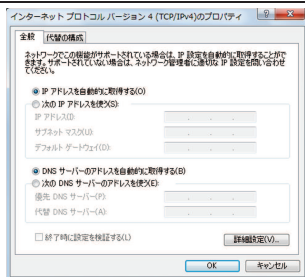 インターネット プロトコル バージョン 4 (TCP/IPv4)のプロパティ
全般 代替の構成
ネットワークでこの機能がサポートされている場合は、IP 設定を自動的に取得することがで
きます。サポートされていない場合は、ネットワーク管理者に適切な IP 設定を問い合わせ
てください。
IP アドレスを自動的に取得する(O)
次の IP アドレスを使う(S):
IP アドレス(I):
サブネット マスク(U):
デフォルト ゲートウェイ(D):
DNS サーバーのアドレスを自動的に取得する(B)
次の DNS サーバーのアドレスを使う(E):
優先 DNS サーバー(P):
代替 DNS サーバー(A):
終了時に設定を検証する(L)
詳細設定(V)...
OK キャンセル